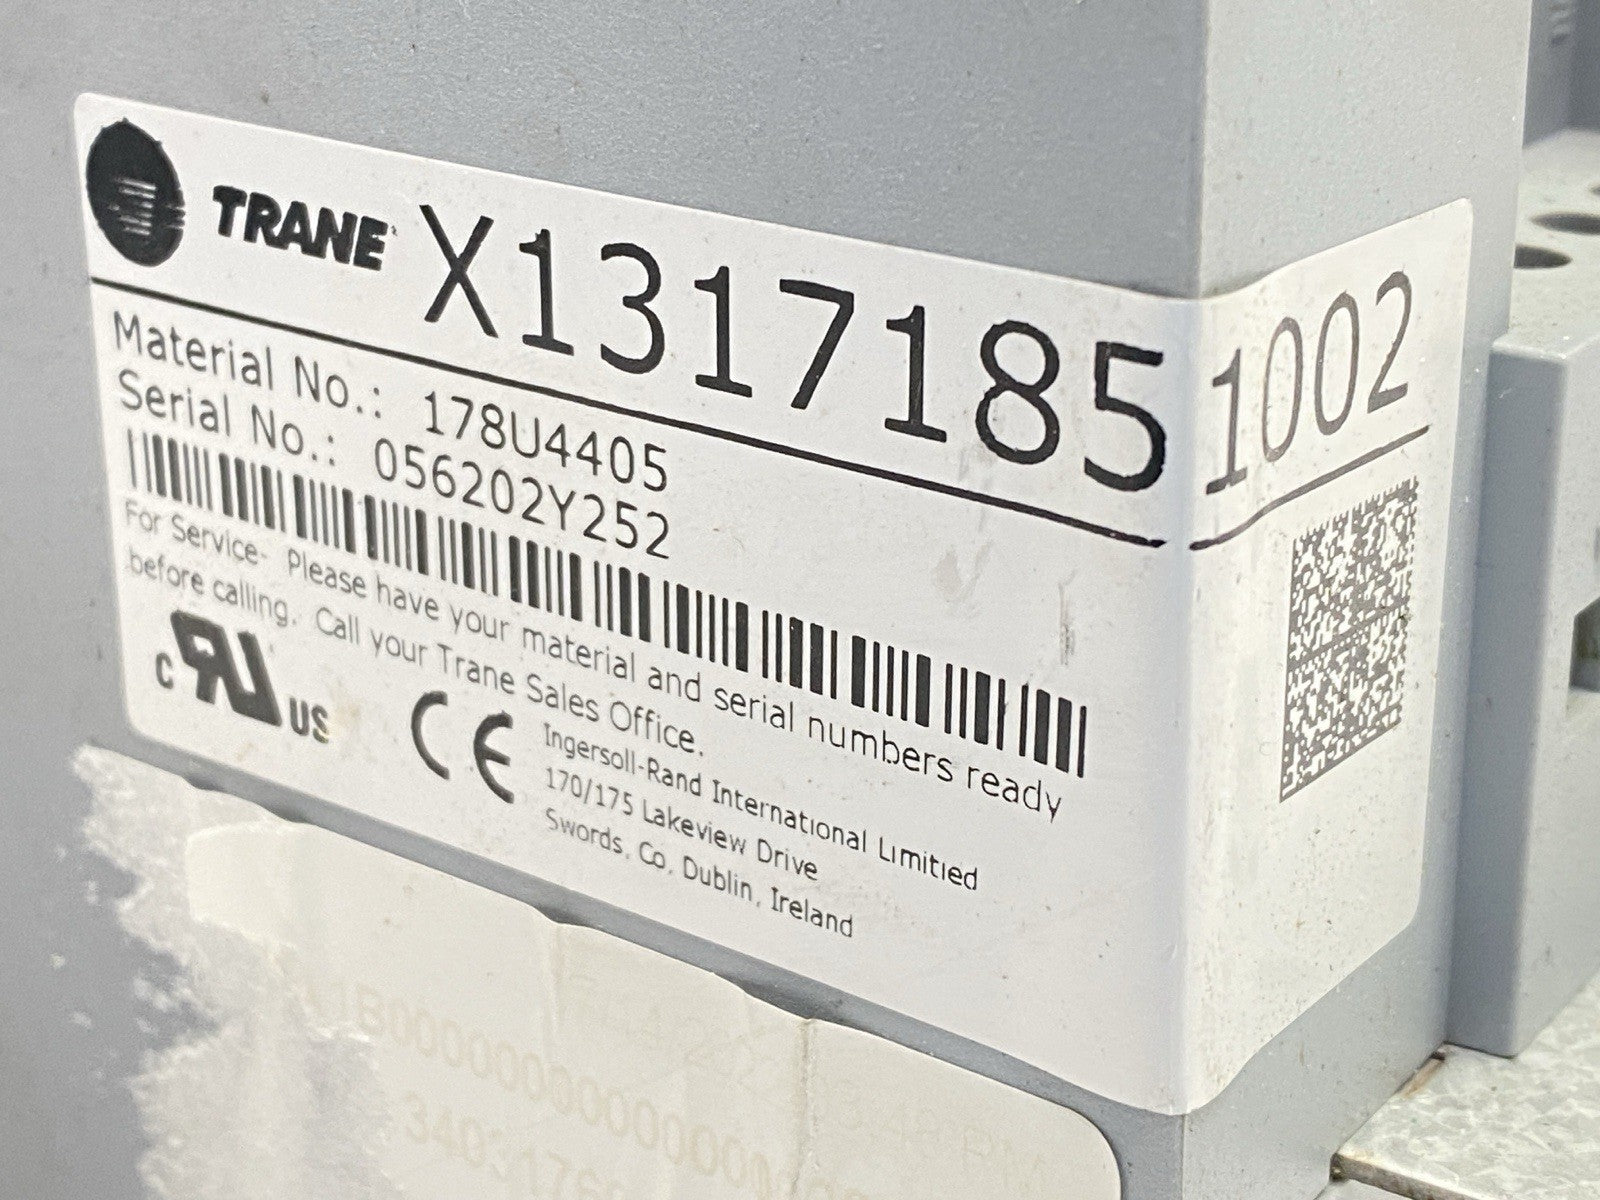 TRANE X1317185 1002
Material No.: 178U4405
Serial No.: 056202Y252
For Service- Please have your material and serial numbers ready
before calling. Call your Trane Sales Office.
c RU US CE
Ingersoll-Rand International Limitied
170/175 Lakeview Drive
Swords, Co, Dublin, Ireland